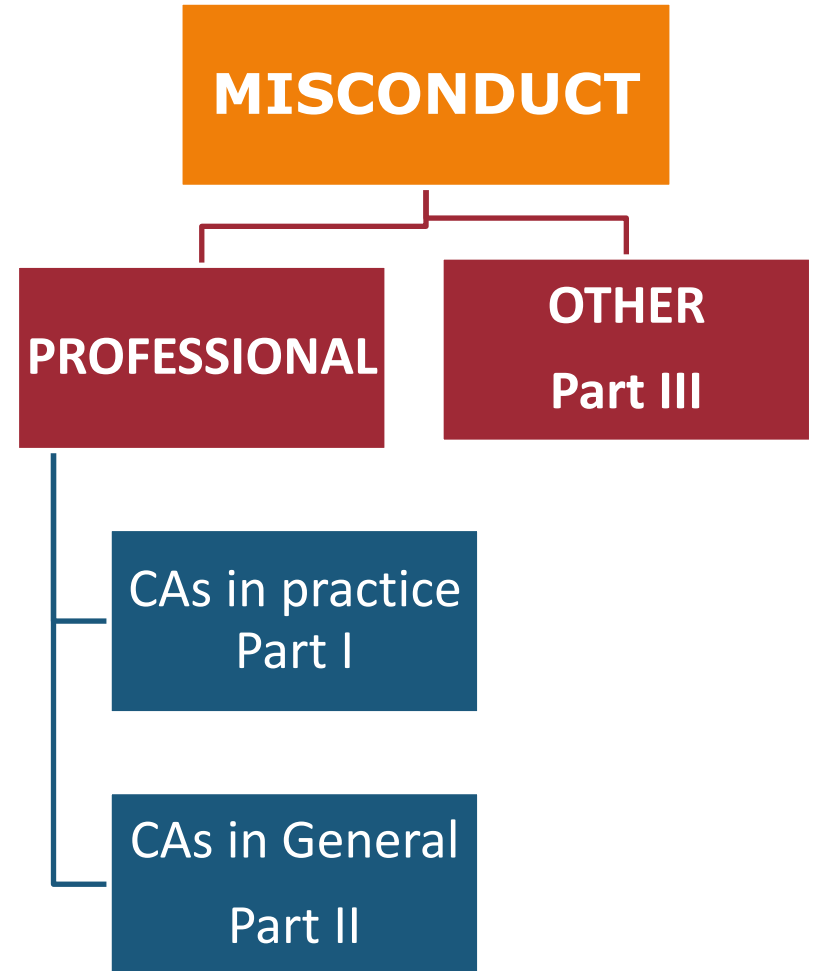 MISCONDUCT
PROFESSIONAL
OTHER
Part III
CAs in practice
Part I
CAs in General
Part II